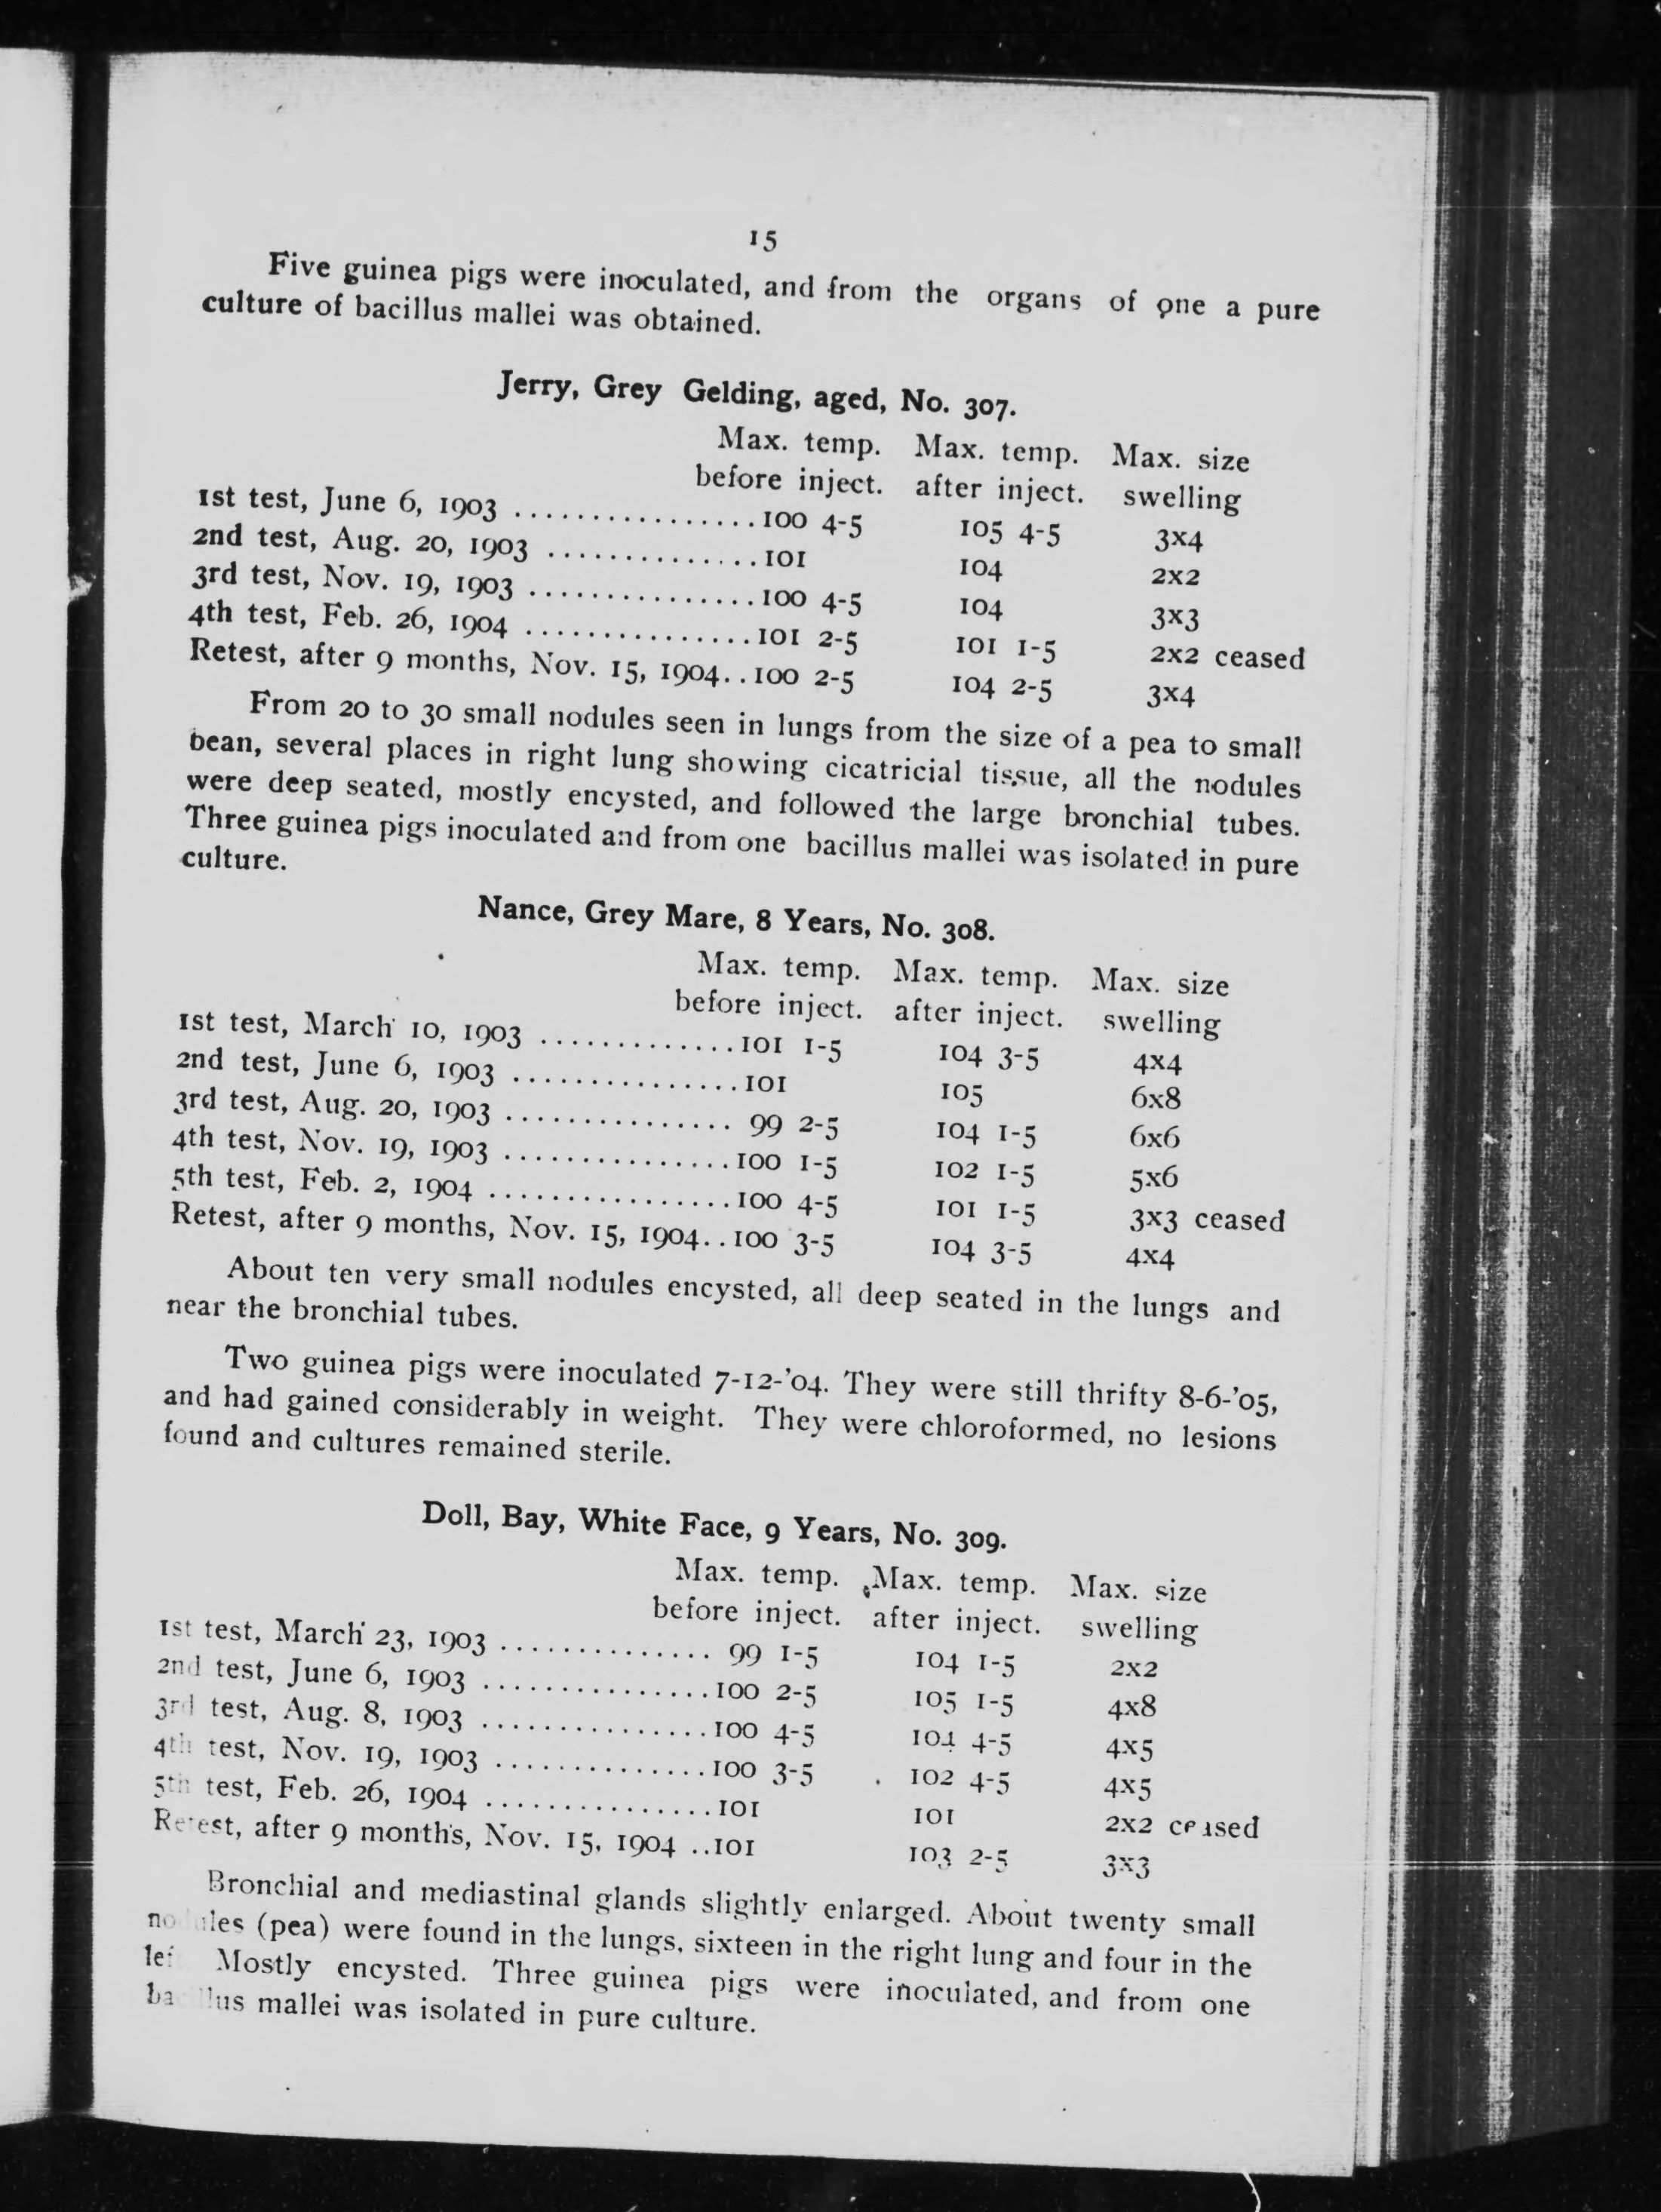 15
Five guinea pigs were inoculated, and from the organs of one a pure
culture of bacillus mallei was obtained.
Jerry, Grey Gelding, aged, No. 307.
Max. temp. Max. temp. Max. size
before inject. after inject. swelling
1st test, June 6, 1903 ................100 4-5 105 4-5 3x4
2nd test, Aug. 20, 1903 ..............101 104 2x2
3rd test, Nov. 19, 1903 ...............100 4-5 104 3x3
4th test, Feb. 26, 1904 ...............101 2-5 101 1-5 2x2 ceased
Retest, after 9 months, Nov. 15, 1904..100 2-5 104 2-5 3x4
From 20 to 30 small nodules seen in lungs from the size of a pea to small
bean, several places in right lung showing cicatricial tissue, all the nodules
were deep seated, mostly encysted, and followed the large bronchial tubes.
Three guinea pigs inoculated and from one bacillus mallei was isolated in pure
culture.
Nance, Grey Mare, 8 Years, No. 308.
Max. temp. Max. temp. Max. size
before inject. after inject. swelling
1st test, March 10, 1903 .............101 1-5 104 3-5 4x4
2nd test, June 6, 1903 ...............101 105 6x8
3rd test, Aug. 20, 1903 ............... 99 2-5 104 1-5 6x6
4th test, Nov. 19, 1903 ...............100 1-5 102 1-5 5x6
5th test, Feb. 2, 1904 ................100 4-5 101 1-5 3x3 ceased
Retest, after 9 months, Nov. 15, 1904..100 3-5 104 3-5 4x4
About ten very small nodules encysted, all deep seated in the lungs and
near the bronchial tubes.
Two guinea pigs were inoculated 7-12-'04. They were still thrifty 8-6-'05,
and had gained considerably in weight. They were chloroformed, no lesions
found and cultures remained sterile.
Doll, Bay, White Face, 9 Years, No. 309.
Max. temp. Max. temp. Max. size
before inject. after inject. swelling
1st test, March 23, 1903 .............. 99 1-5 104 1-5 2x2
2nd test, June 6, 1903 ...............100 2-5 105 1-5 4x8
3rd test, Aug. 8, 1903 ...............100 4-5 104 4-5 4x5
4th test, Nov. 19, 1903 ..............100 3-5 102 4-5 4x5
5th test, Feb. 26, 1904 ...............101 101 2x2 ceased
Retest, after 9 months, Nov. 15, 1904 ..101 103 2-5 3x3
Bronchial and mediastinal glands slightly enlarged. About twenty small
nodules (pea) were found in the lungs, sixteen in the right lung and four in the
left Mostly encysted. Three guinea pigs were inoculated, and from one
bacillus mallei was isolated in pure culture.